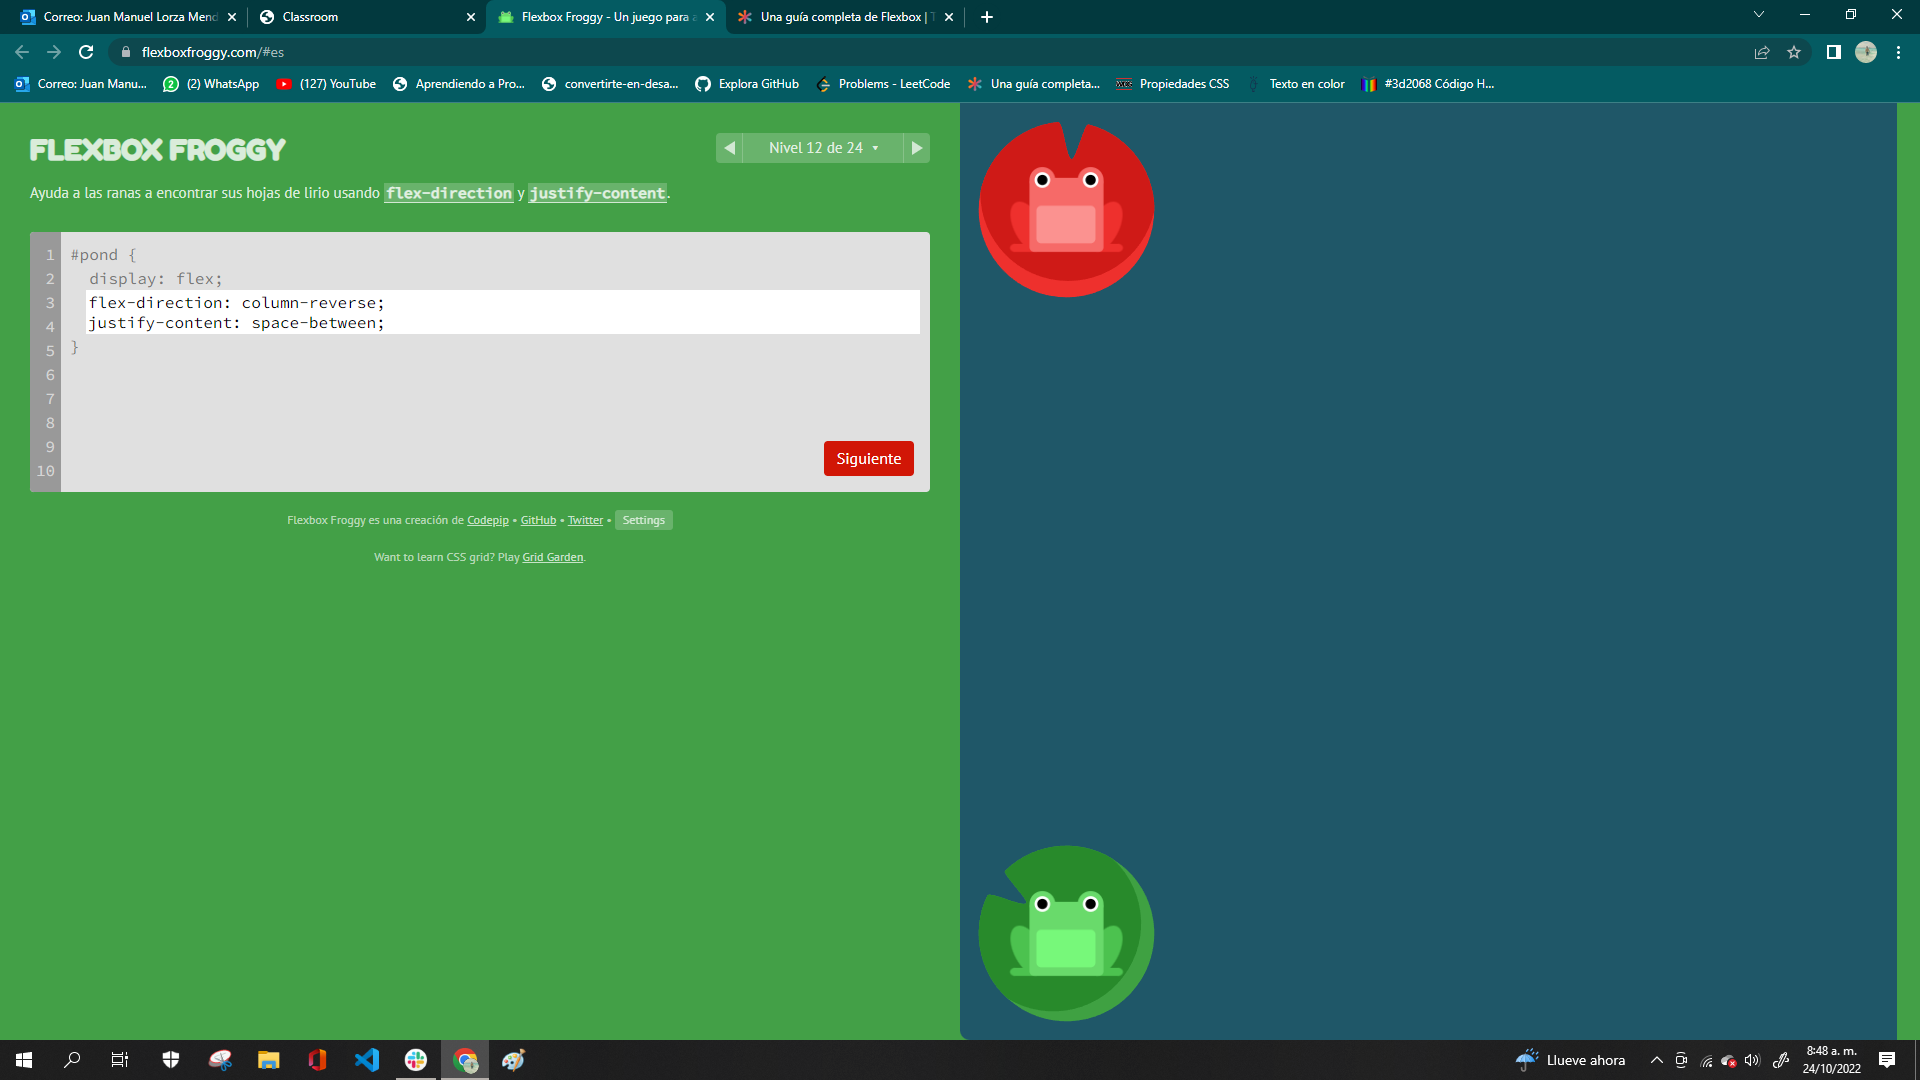 Correo: Juan Manuel Lorza Mend
Classroom
Flexbox Froggy - Un juego para a
Una guía completa de Flexbox |
flexboxfroggy.com/#es
Correo: Juan Manu...
2
(2) WhatsApp
(127) YouTube
Aprendiendo a Pro...
convertirte-en-desa...
Explora GitHub
Problems - LeetCode
Una guía completa...
Propiedades CSS
Texto en color
#3d2068 Código H...
FLEXBOX FROGGY
Nivel 12 de 24
Ayuda a las ranas a encontrar sus hojas de lirio usando flex-direction y justify-content.
1 #pond {
2 display: flex;
3 flex-direction: column-reverse;
4 justify-content: space-between;
5 }
6
7
8
9
10
Siguiente
Flexbox Froggy es una creación de Codepip • GitHub • Twitter • Settings
Want to learn CSS grid? Play Grid Garden.
Llueve ahora
8:48 a. m.
24/10/2022